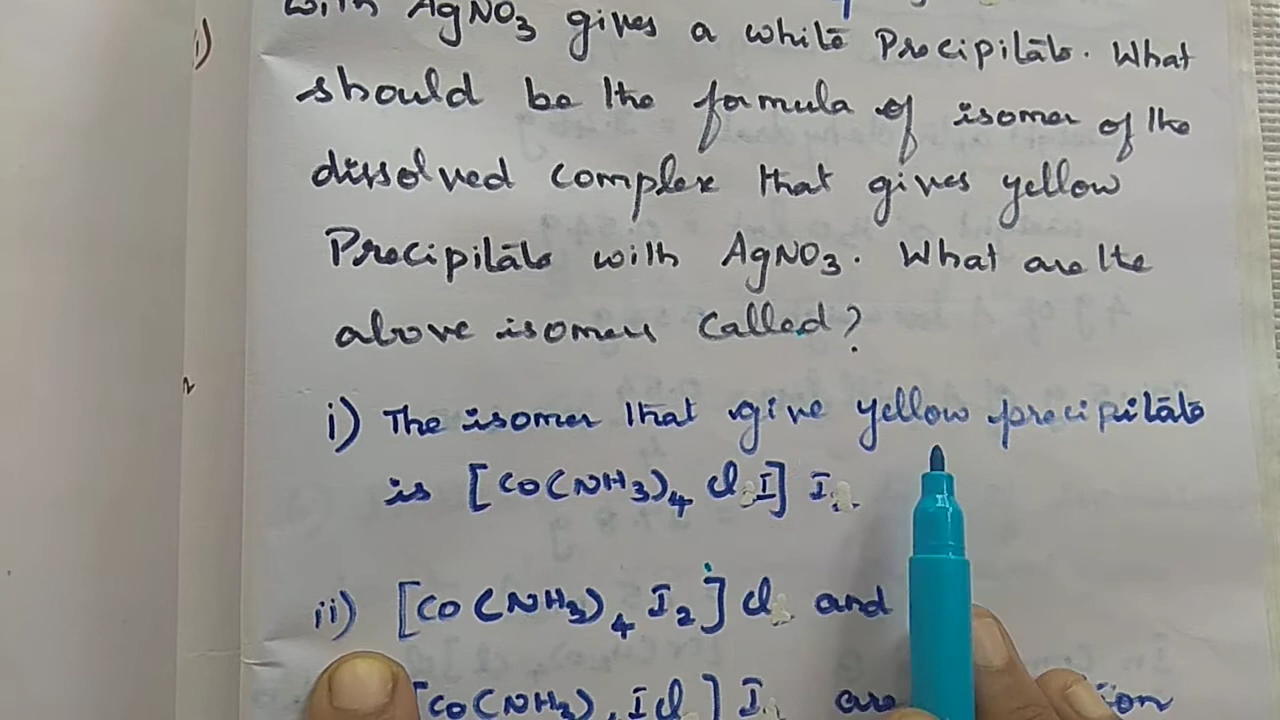 with AgNO3 gives a white Precipitate. What
should be the formula of isomer of the
dissolved complex that gives yellow
Precipitate with AgNO3. What are the
above isomers called?
i) The isomer that give yellow precipitate
is [Co(NH3)4 Cl I] I
ii) [Co(NH3)4 I2] Cl and
[Co(NH3)4 ICl] I are